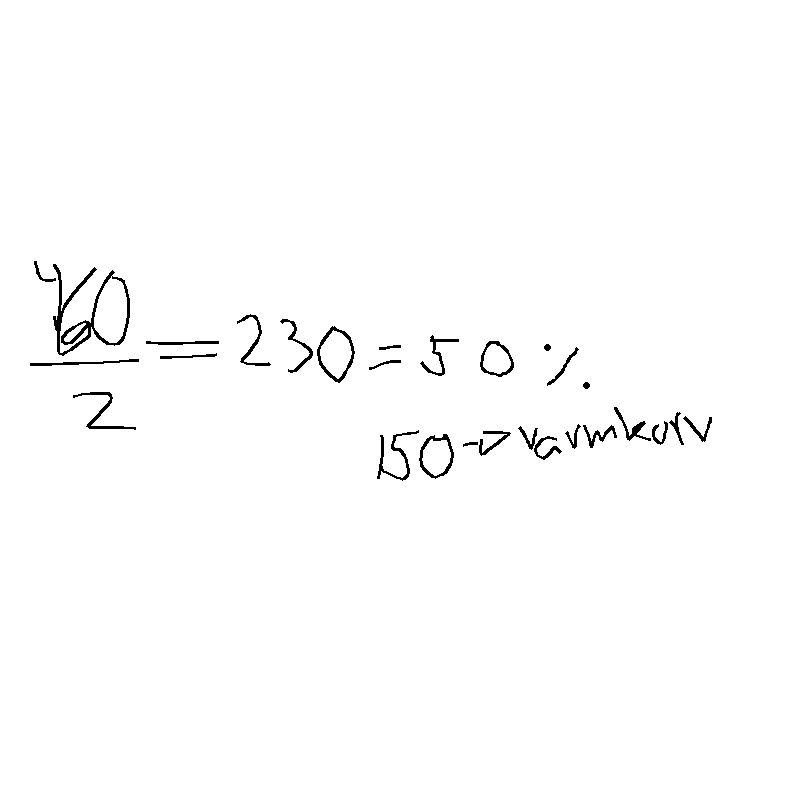 460
2
= 230 = 50 %
150 → varmkorv